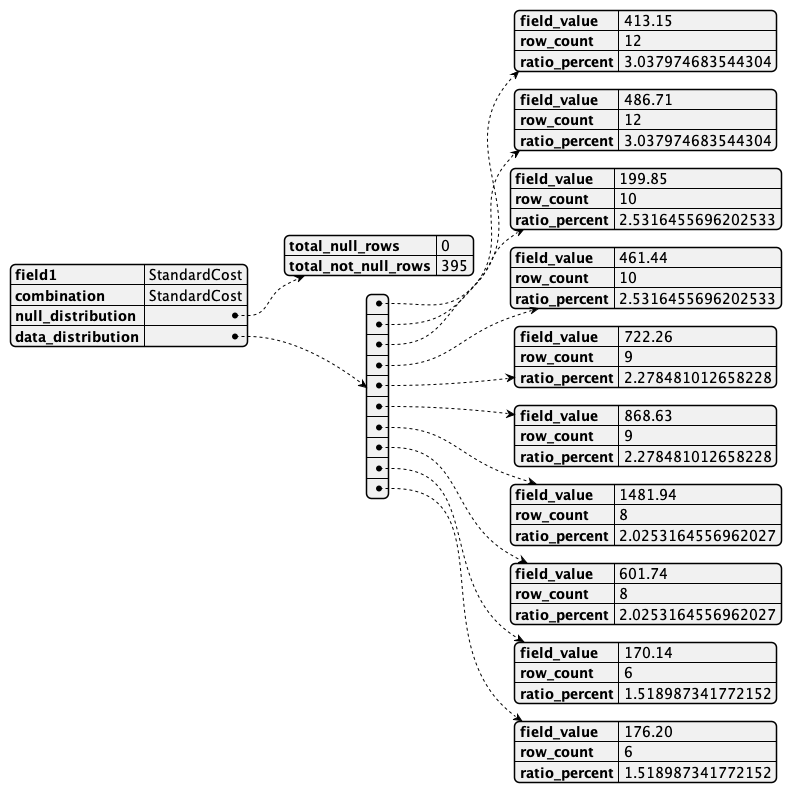 field1 StandardCost
combination StandardCost
null_distribution
data_distribution
total_null_rows 0
total_not_null_rows 395
field_value 413.15
row_count 12
ratio_percent 3.037974683544304
field_value 486.71
row_count 12
ratio_percent 3.037974683544304
field_value 199.85
row_count 10
ratio_percent 2.5316455696202533
field_value 461.44
row_count 10
ratio_percent 2.5316455696202533
field_value 722.26
row_count 9
ratio_percent 2.278481012658228
field_value 868.63
row_count 9
ratio_percent 2.278481012658228
field_value 1481.94
row_count 8
ratio_percent 2.0253164556962027
field_value 601.74
row_count 8
ratio_percent 2.0253164556962027
field_value 170.14
row_count 6
ratio_percent 1.518987341772152
field_value 176.20
row_count 6
ratio_percent 1.518987341772152